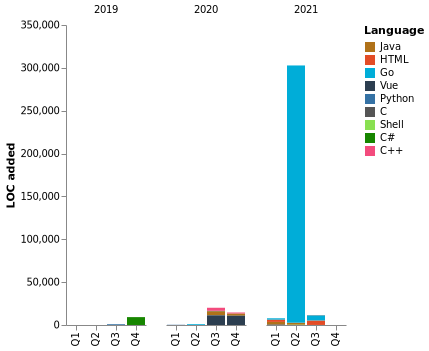 2019 2020 2021
350,000
300,000
250,000
200,000
150,000
100,000
50,000
0
LOC added
Q1 Q2 Q3 Q4 Q1 Q2 Q3 Q4 Q1 Q2 Q3 Q4
Language
Java
HTML
Go
Vue
Python
C
Shell
C#
C++